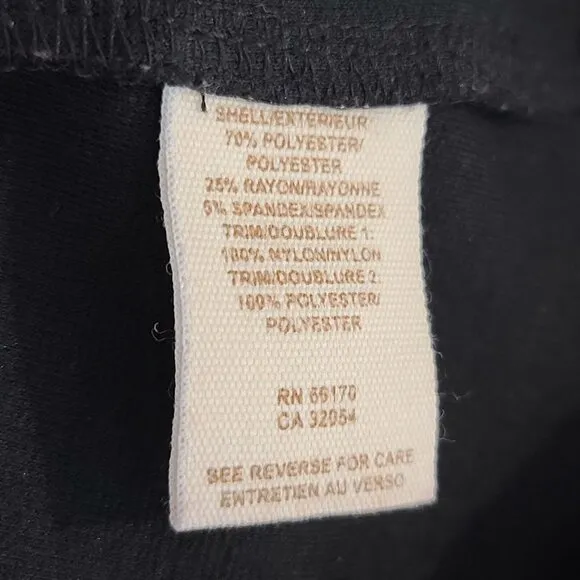 SHELL/EXTERIEUR
70% POLYESTER/
POLYESTER
25% RAYON/RAYONNE
5% SPANDEX/SPANDEX
TRIM/DOUBLURE 1:
100% NYLON/NYLON
TRIM/DOUBLURE 2:
100% POLYESTER/
POLYESTER
RN 66170
CA 32054
SEE REVERSE FOR CARE
ENTRETIEN AU VERSO